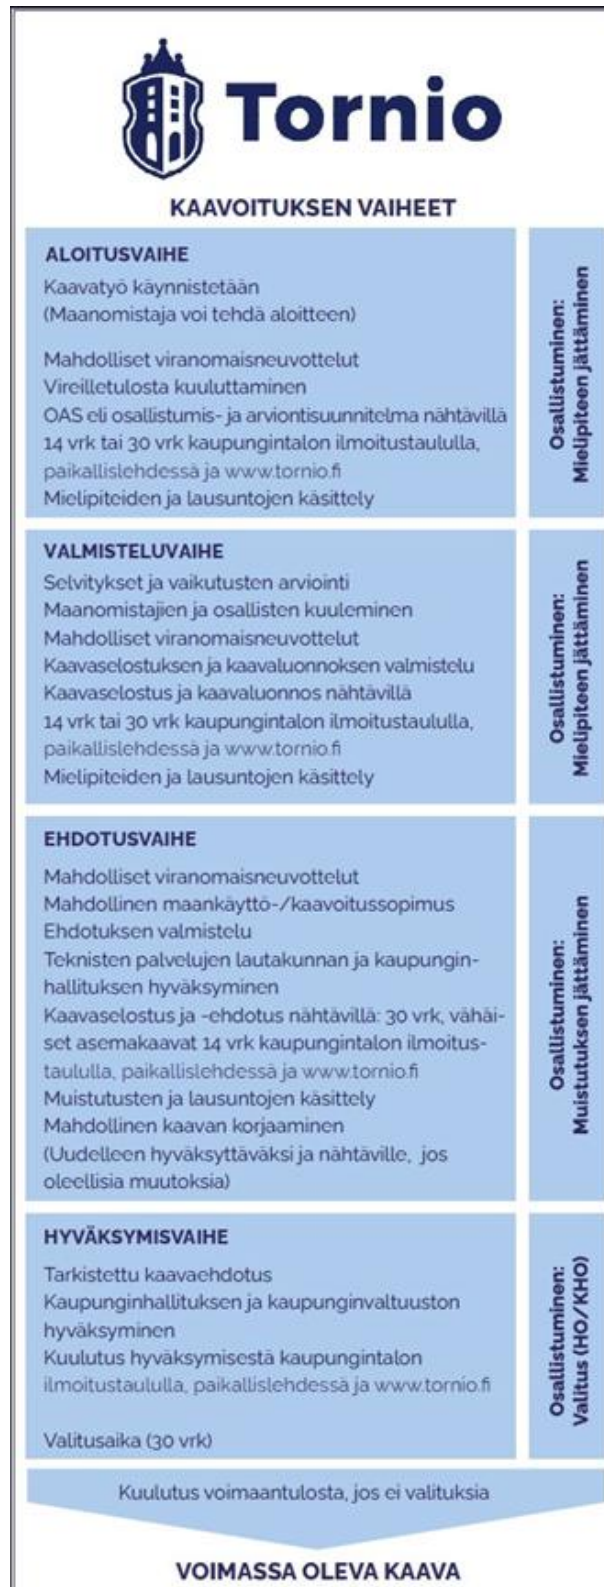 Tornio
KAAVOITUKSEN VAIHEET
ALOITUSVAIHE
Kaavatyö käynnistetään
(Maanomistaja voi tehdä aloitteen)
Mahdolliset viranomaisneuvottelut
Vireilletulosta kuuluttaminen
OAS eli osallistumis- ja arviontisuunnitelma nähtävillä
14 vrk tai 30 vrk kaupungintalon ilmoitustaululla,
paikallislehdessä ja www.tornio.fi
Mielipiteiden ja lausuntojen käsittely
Osallistuminen:
Mielipiteen jättäminen
VALMISTELUVAIHE
Selvitykset ja vaikutusten arviointi
Maanomistajien ja osallisten kuuleminen
Mahdolliset viranomaisneuvottelut
Kaavaselostuksen ja kaavaluonnoksen valmistelu
Kaavaselostus ja kaavaluonnos nähtävillä
14 vrk tai 30 vrk kaupungintalon ilmoitustaululla,
paikallislehdessä ja www.tornio.fi
Mielipiteiden ja lausuntojen käsittely
Osallistuminen:
Mielipiteen jättäminen
EHDOTUSVAIHE
Mahdolliset viranomaisneuvottelut
Mahdollinen maankäyttö-/kaavoitussopimus
Ehdotuksen valmistelu
Teknisten palvelujen lautakunnan ja kaupungin-
hallituksen hyväksyminen
Kaavaselostus ja -ehdotus nähtävillä: 30 vrk, vähäi-
set asemakaavat 14 vrk kaupungintalon ilmoitus-
taululla, paikallislehdessä ja www.tornio.fi
Muistutusten ja lausuntojen käsittely
Mahdollinen kaavan korjaaminen
(Uudelleen hyväksyttäväksi ja nähtäville, jos
oleellisia muutoksia)
Osallistuminen:
Muistutuksen jättäminen
HYVÄKSYMISVAIHE
Tarkistettu kaavaehdotus
Kaupunginhallituksen ja kaupunginvaltuuston
hyväksyminen
Kuulutus hyväksymisestä kaupungintalon
ilmoitustaululla, paikallislehdessä ja www.tornio.fi
Valitusaika (30 vrk)
Osallistuminen:
Valitus (HO/KHO)
Kuulutus voimaantulosta, jos ei valituksia
VOIMASSA OLEVA KAAVA